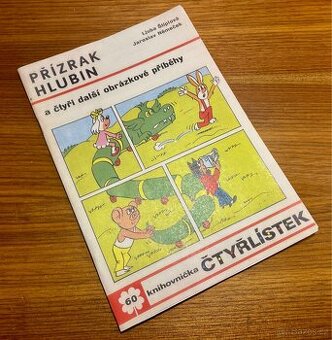 Ljuba Štíplová
Jaroslav Němeček
PŘÍZRAK
HLUBIN
a čtyři další obrázkové příběhy
60
knihovnička ČTYŘLÍSTEK